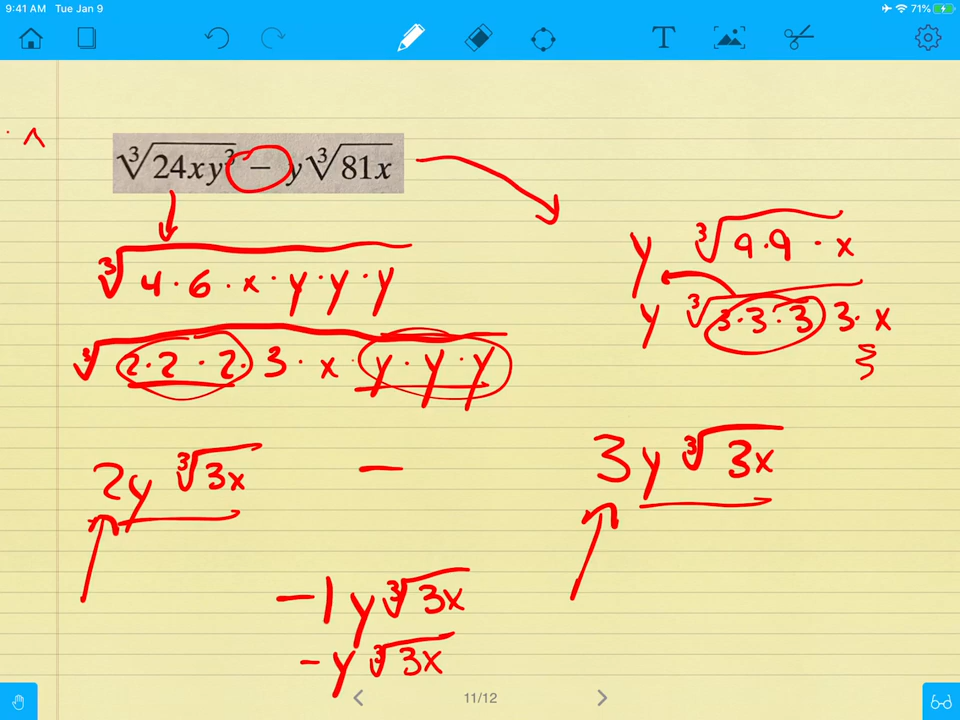 9:41 AM Tue Jan 9
71%
T
^
∛24xy³ − y∛81x
y ∛9·9·x
∛4·6·x·y·y·y
y ∛3·3·3 3·x
∛2·2·2·3·x·y·y·y
2y ∛3x − 3y ∛3x
-1y∛3x
-y∛3x
11/12